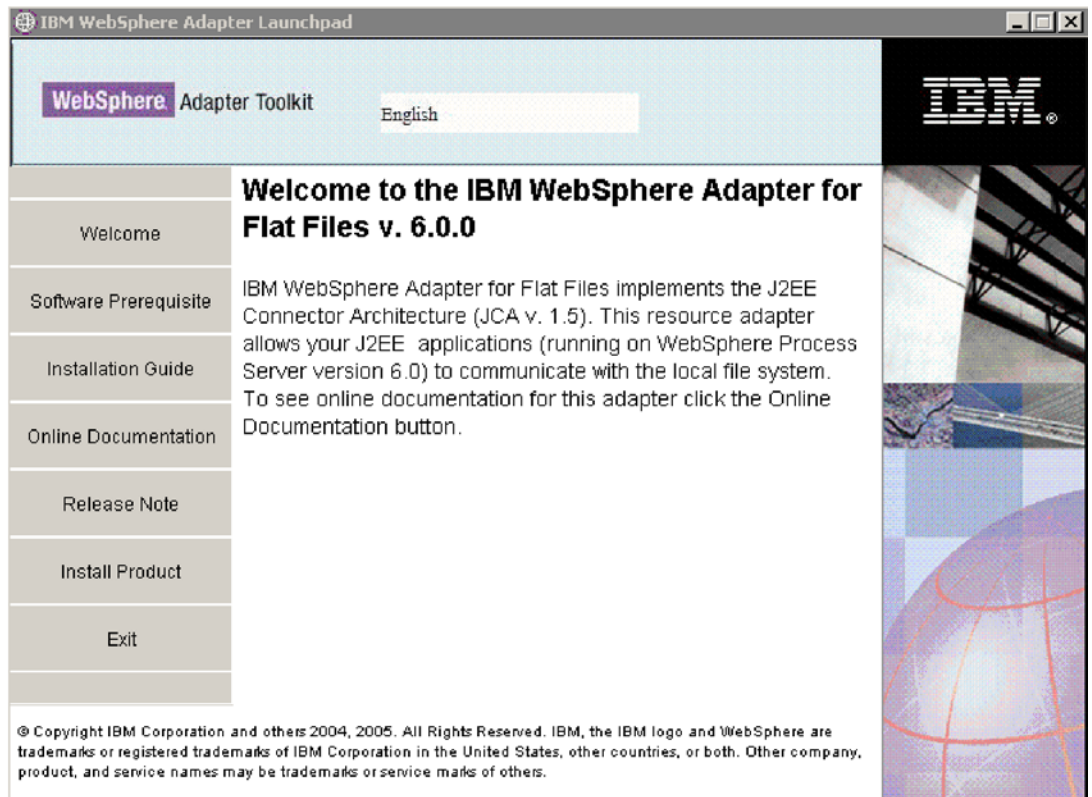 IBM WebSphere Adapter Launchpad
WebSphere Adapter Toolkit
English
IBM®
Welcome
Software Prerequisite
Installation Guide
Online Documentation
Release Note
Install Product
Exit
Welcome to the IBM WebSphere Adapter for
Flat Files v. 6.0.0
IBM WebSphere Adapter for Flat Files implements the J2EE
Connector Architecture (JCA v. 1.5). This resource adapter
allows your J2EE applications (running on WebSphere Process
Server version 6.0) to communicate with the local file system.
To see online documentation for this adapter click the Online
Documentation button.
© Copyright IBM Corporation and others 2004, 2005. All Rights Reserved. IBM, the IBM logo and WebSphere are
trademarks or registered trademarks of IBM Corporation in the United States, other countries, or both. Other company,
product, and service names may be trademarks or service marks of others.